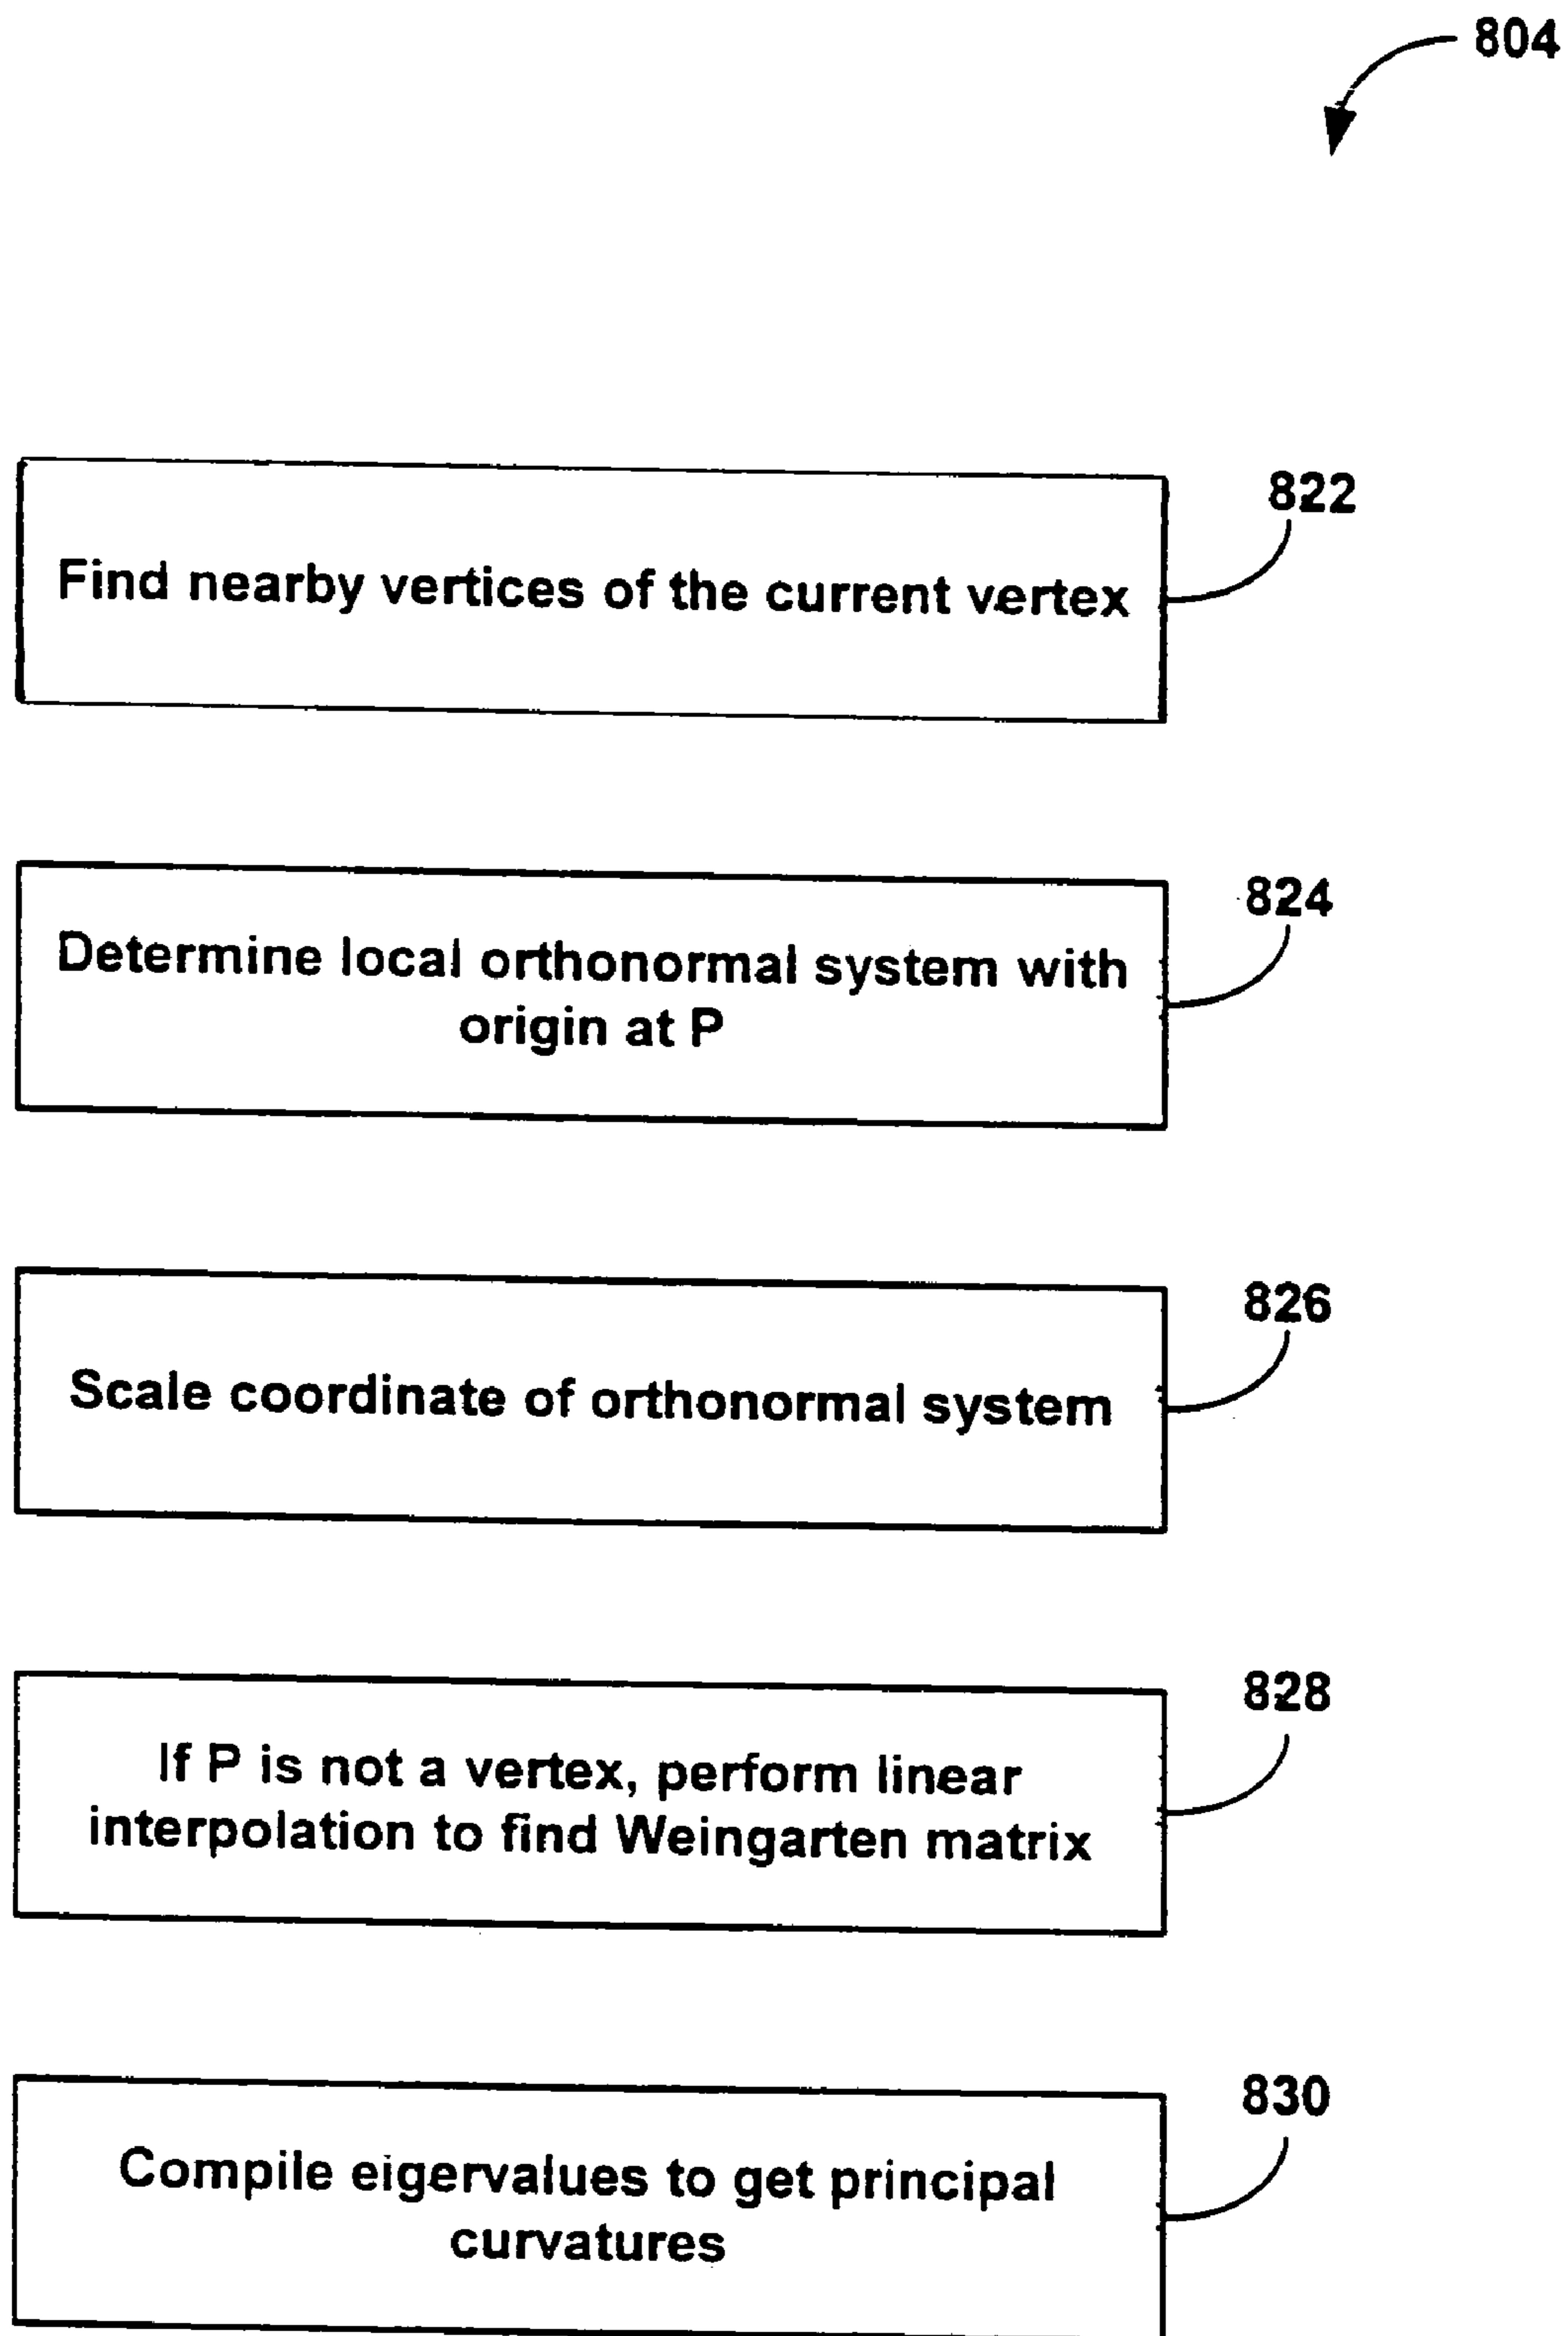 804
822
Find nearby vertices of the current vertex
824
Determine local orthonormal system with
origin at P
826
Scale coordinate of orthonormal system
828
If P is not a vertex, perform linear
interpolation to find Weingarten matrix
830
Compile eigervalues to get principal
curvatures